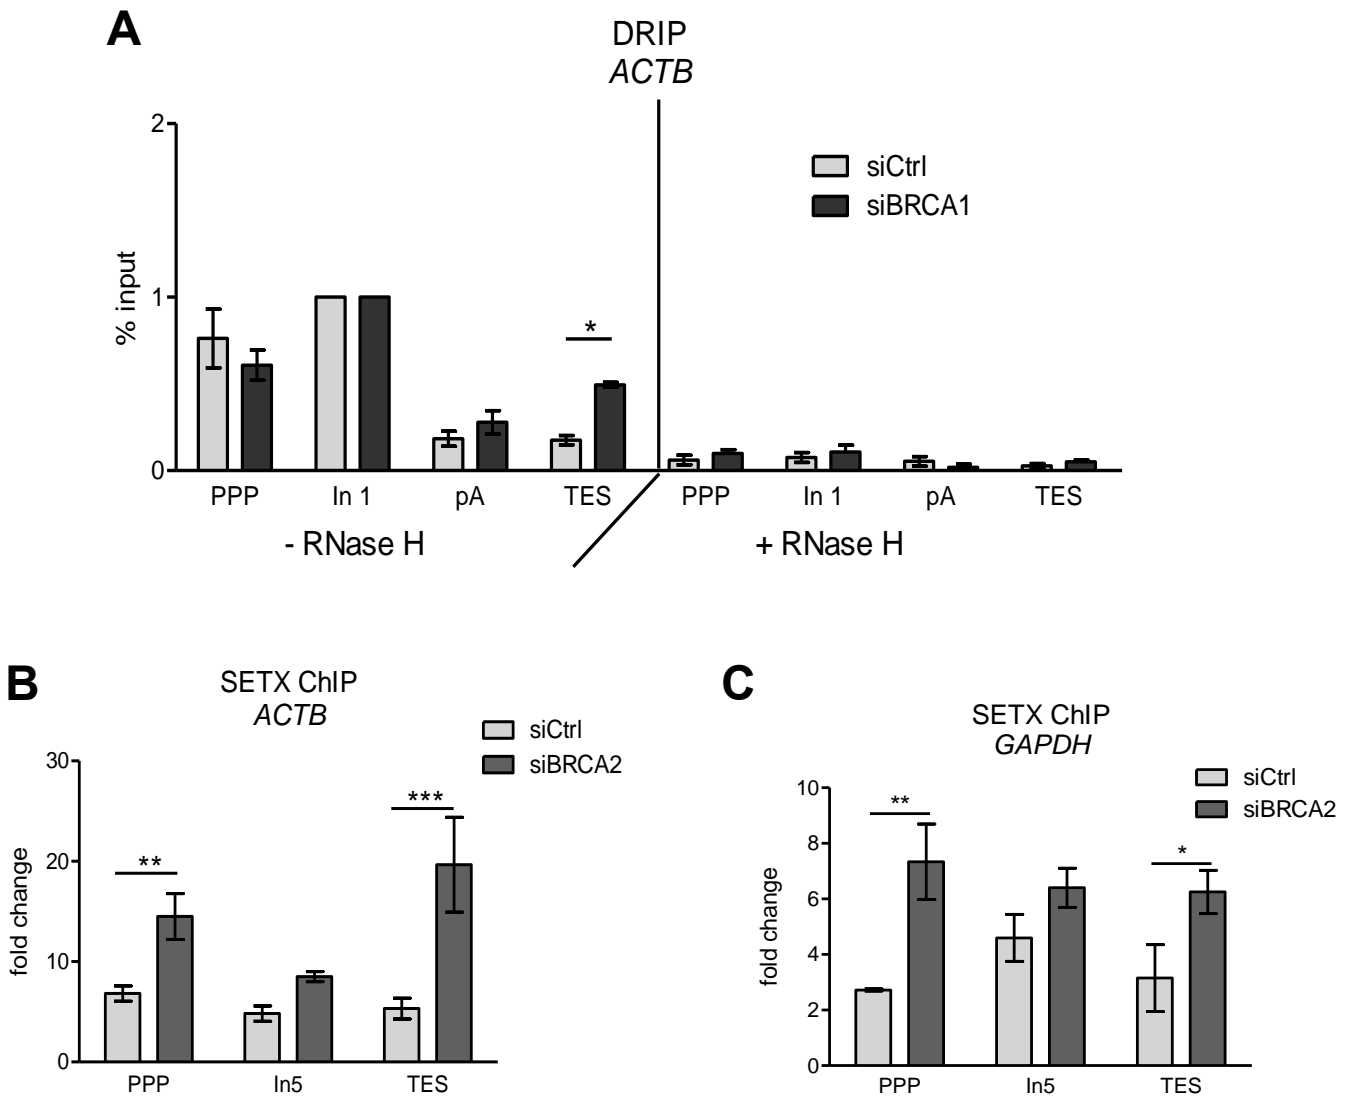 A
DRIP
ACTB
2
1
0
% input
siCtrl
siBRCA1
*
PPP In 1 pA TES PPP In 1 pA TES
- RNase H + RNase H
B
SETX ChIP
ACTB
siCtrl
siBRCA2
30
20
10
0
fold change
**
***
PPP In5 TES
C
SETX ChIP
GAPDH
siCtrl
siBRCA2
10
8
6
4
2
0
fold change
**
*
PPP In5 TES